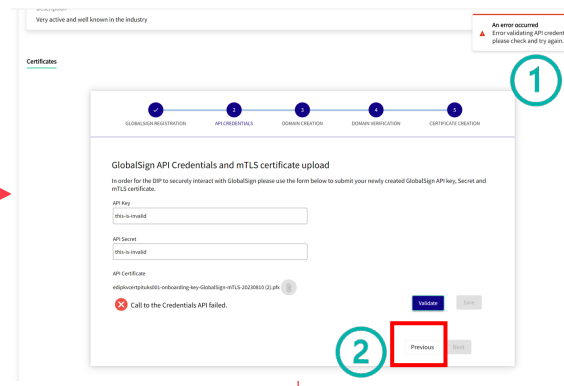 Description
Very active and well known in the industry
An error occurred
Error validating API credent
please check and try again.
1
Certificates
2
3
4
5
GLOBALSIGN REGISTRATION
API CREDENTIALS
DOMAIN CREATION
DOMAIN VERIFICATION
CERTIFICATE CREATION
GlobalSign API Credentials and mTLS certificate upload
In order for the DIP to securely interact with GlobalSign please use the form below to submit your newly created GlobalSign API key, Secret and
mTLS certificate.
API Key
this-is-invalid
API Secret
this-is-invalid
API Certificate
edipkvcertpituks001-onboarding-key-GlobalSign-mTLS-20230810 (2).pfx
Call to the Credentials API failed.
Validate
Save
2
Previous
Next